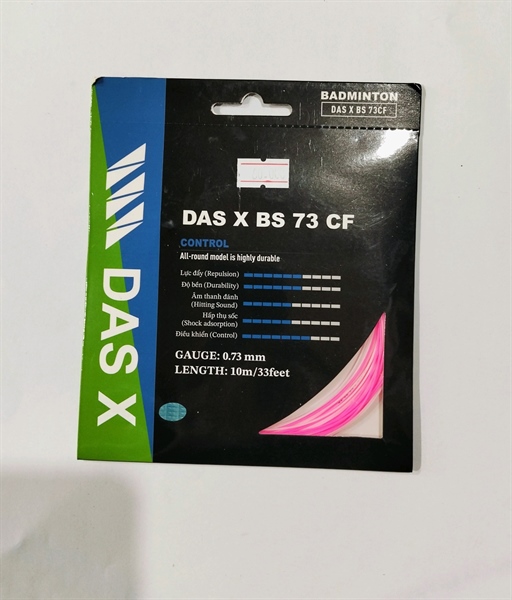 BADMINTON
DAS X BS 73CF
DAS X BS 73 CF
CONTROL
All-round model is highly durable
Lực đẩy (Repulsion)
Độ bền (Durability)
Âm thanh đánh
(Hitting Sound)
Hấp thụ sốc
(Shock adsorption)
Điều khiển (Control)
GAUGE: 0.73 mm
LENGTH: 10m/33feet
DAS X